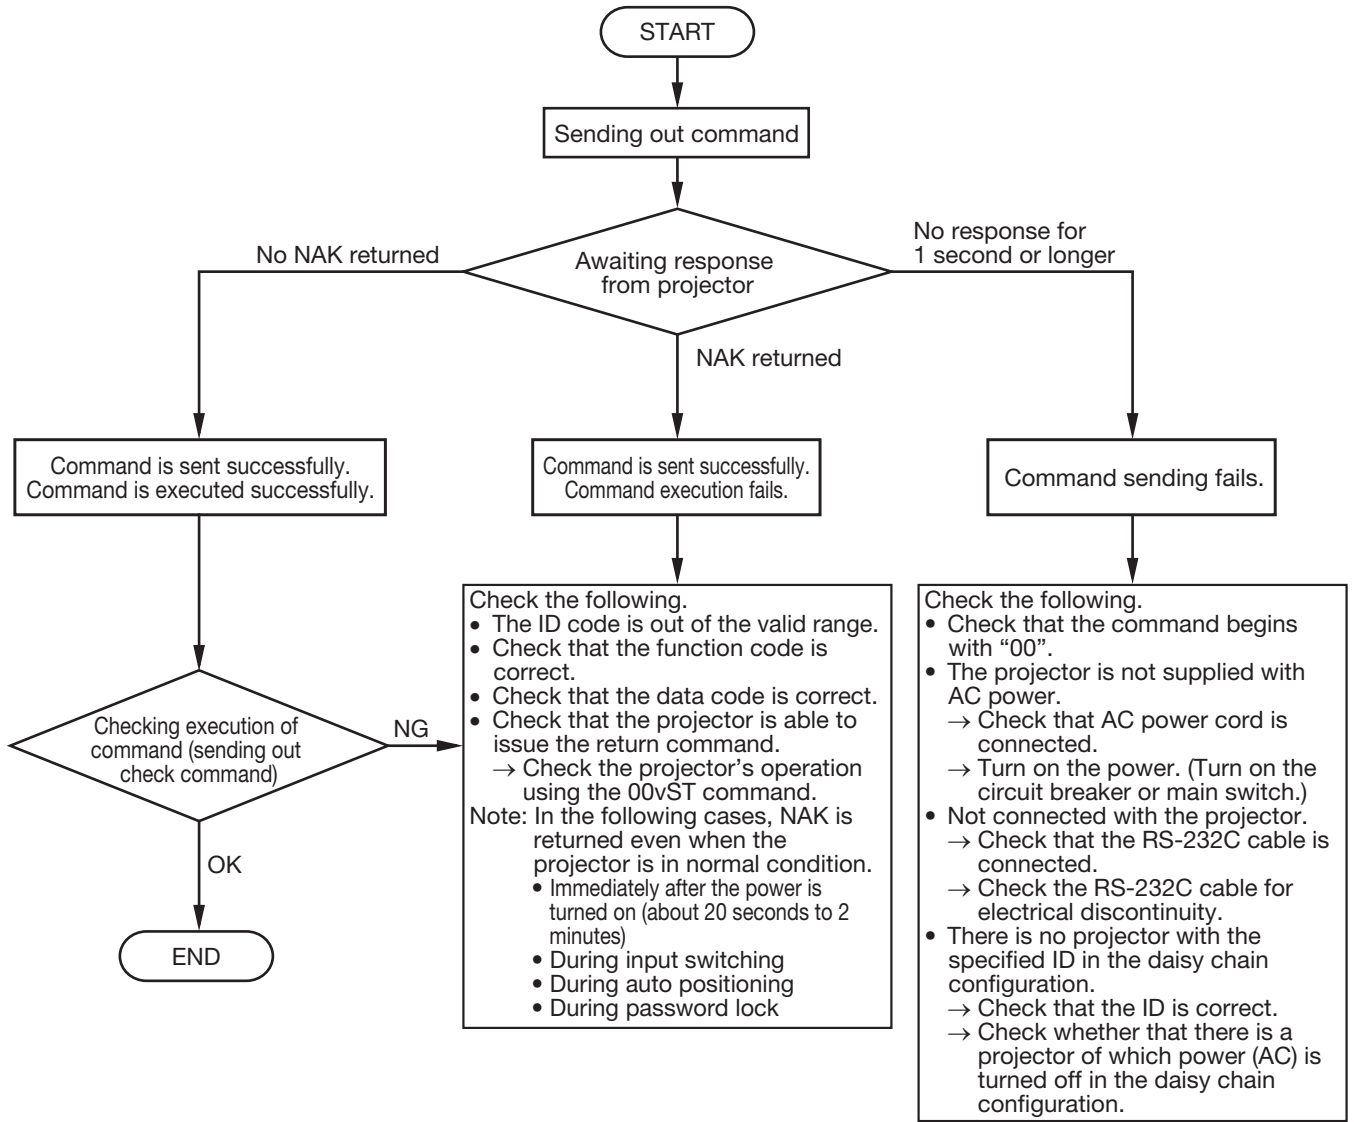 START
Sending out command
Awaiting response
from projector
No NAK returned
No response for
1 second or longer
NAK returned
Command is sent successfully.
Command is executed successfully.
Command is sent successfully.
Command execution fails.
Command sending fails.
Checking execution of
command (sending out
check command)
NG
OK
END
Check the following.
• The ID code is out of the valid range.
• Check that the function code is
correct.
• Check that the data code is correct.
• Check that the projector is able to
issue the return command.
→ Check the projector's operation
using the 00vST command.
Note: In the following cases, NAK is
returned even when the
projector is in normal condition.
• Immediately after the power is
turned on (about 20 seconds to 2
minutes)
• During input switching
• During auto positioning
• During password lock
Check the following.
• Check that the command begins
with “00”.
• The projector is not supplied with
AC power.
→ Check that AC power cord is
connected.
→ Turn on the power. (Turn on the
circuit breaker or main switch.)
• Not connected with the projector.
→ Check that the RS-232C cable is
connected.
→ Check the RS-232C cable for
electrical discontinuity.
• There is no projector with the
specified ID in the daisy chain
configuration.
→ Check that the ID is correct.
→ Check whether that there is a
projector of which power (AC) is
turned off in the daisy chain
configuration.